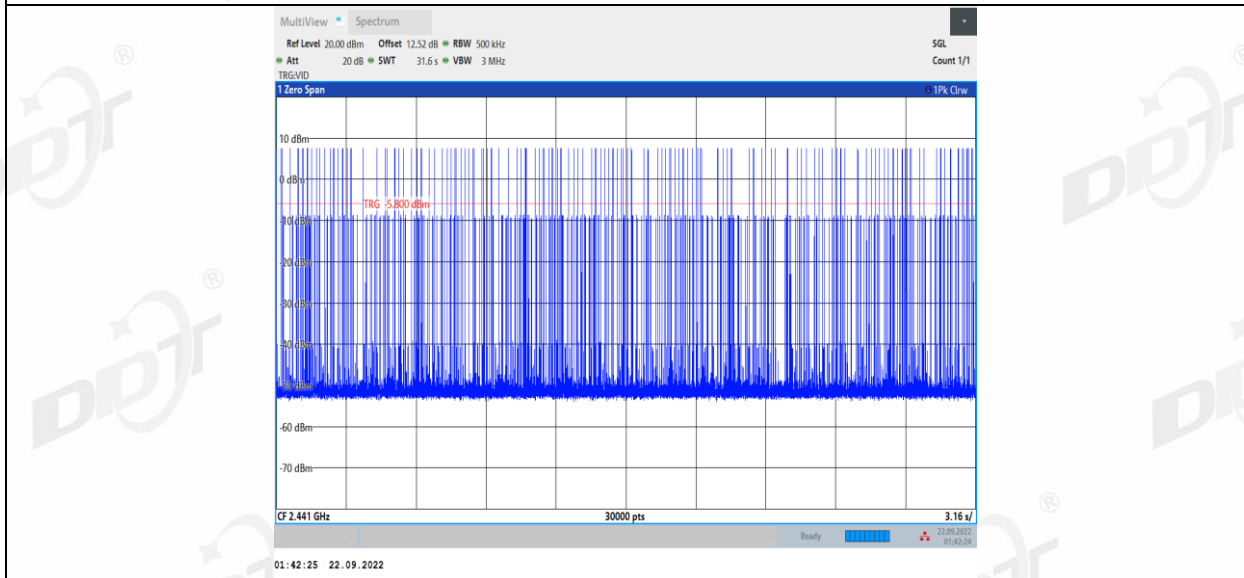 MultiView Spectrum
Ref Level 20.00 dBm Offset 12.52 dB RBW 500 kHz SGL
Att 20 dB SWT 31.6 s VBW 3 MHz Count 1/1
TRG:VID
1 Zero Span 1Pk Clrw
10 dBm
0 dBm
TRG -5.800 dBm
-10 dBm
-20 dBm
-30 dBm
-40 dBm
-50 dBm
-60 dBm
-70 dBm
CF 2.441 GHz 30000 pts 3.16 s/
Ready 22.09.2022
01:42:24
01:42:25 22.09.2022
DDT ®
DDT ®
DDT ®
DDT ®